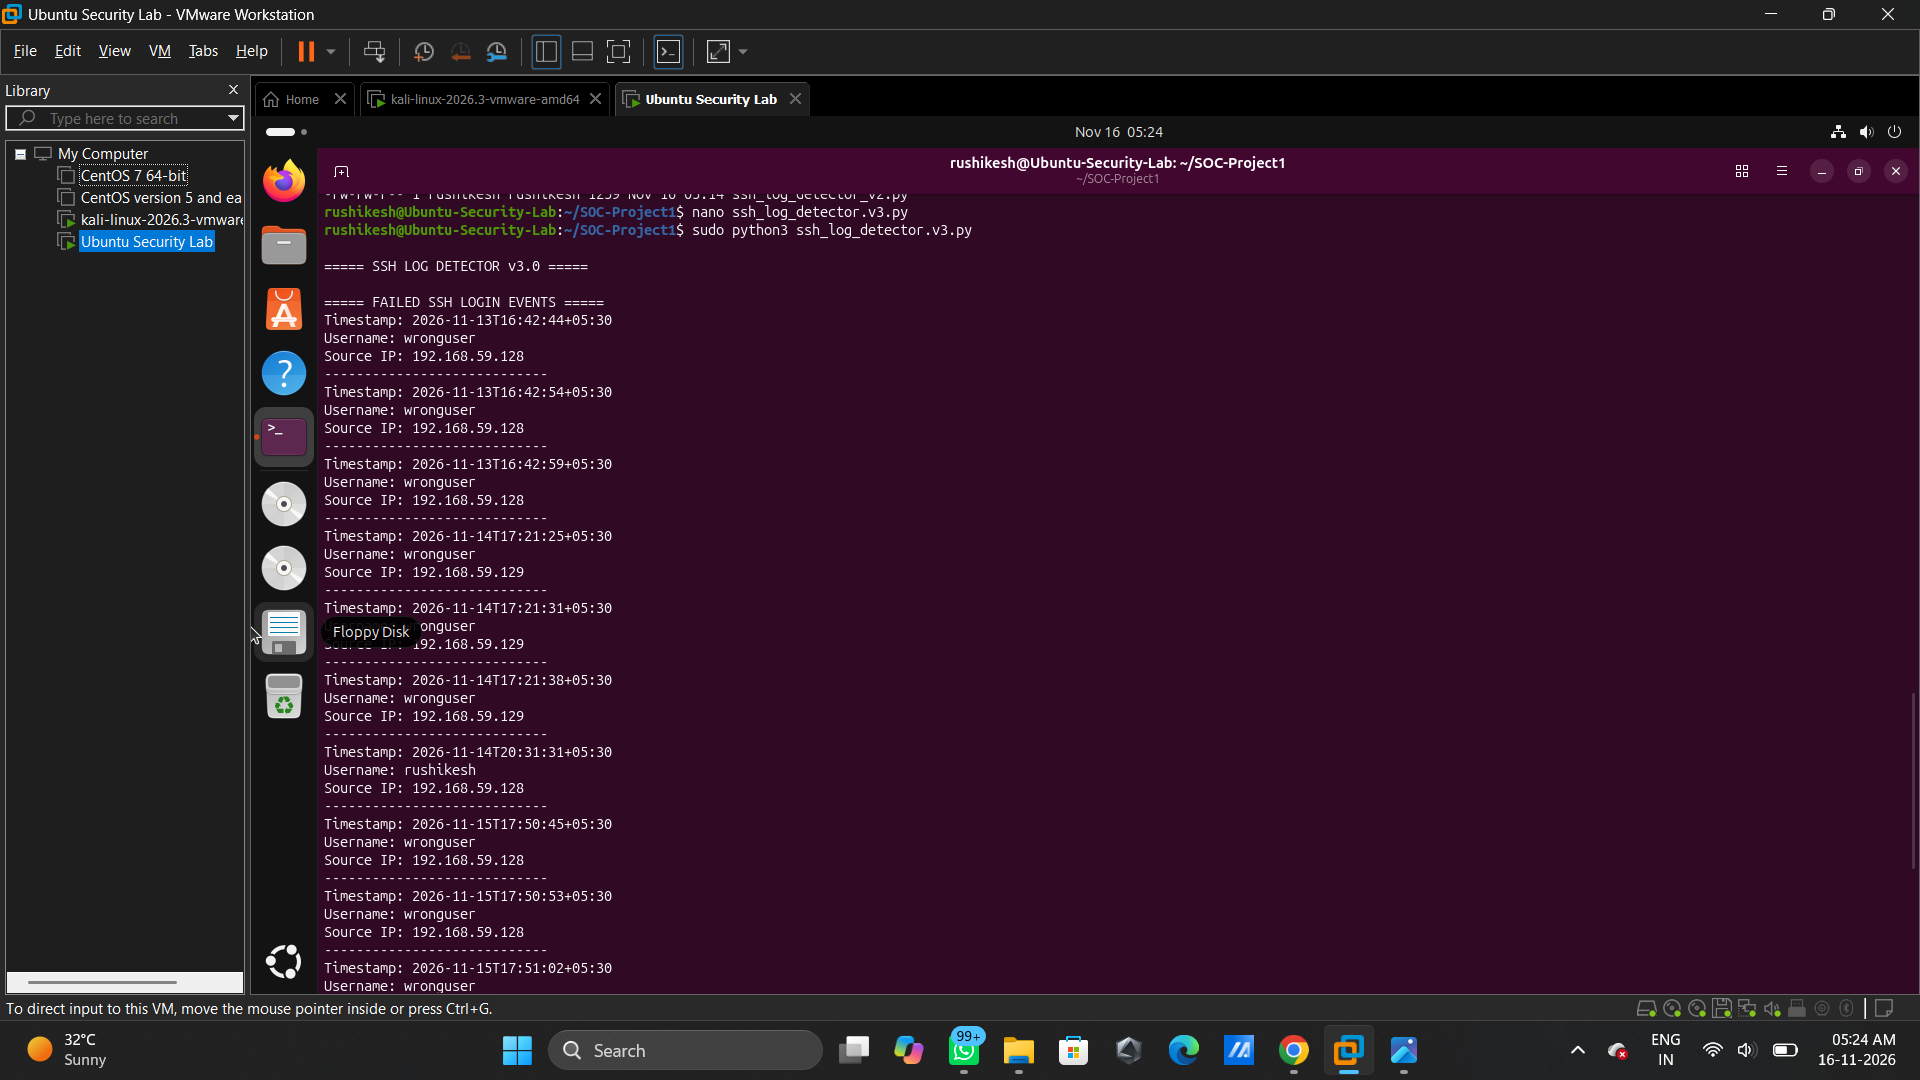 Ubuntu Security Lab - VMware Workstation
File Edit View VM Tabs Help
Library
Type here to search
My Computer
CentOS 7 64-bit
CentOS version 5 and ea
kali-linux-2026.3-vmware
Ubuntu Security Lab
Home
kali-linux-2026.3-vmware-amd64
Ubuntu Security Lab
Nov 16 05:24
rushikesh@Ubuntu-Security-Lab: ~/SOC-Project1
~/SOC-Project1
-rw-rw-r-- 1 rushikesh rushikesh 1259 Nov 16 05:14 ssh_log_detector_v2.py
rushikesh@Ubuntu-Security-Lab:~/SOC-Project1$ nano ssh_log_detector.v3.py
rushikesh@Ubuntu-Security-Lab:~/SOC-Project1$ sudo python3 ssh_log_detector.v3.py
===== SSH LOG DETECTOR v3.0 =====
===== FAILED SSH LOGIN EVENTS =====
Timestamp: 2026-11-13T16:42:44+05:30
Username: wronguser
Source IP: 192.168.59.128
----------------------------
Timestamp: 2026-11-13T16:42:54+05:30
Username: wronguser
Source IP: 192.168.59.128
----------------------------
Timestamp: 2026-11-13T16:42:59+05:30
Username: wronguser
Source IP: 192.168.59.128
----------------------------
Timestamp: 2026-11-14T17:21:25+05:30
Username: wronguser
Source IP: 192.168.59.129
----------------------------
Timestamp: 2026-11-14T17:21:31+05:30
onguser
Floppy Disk
192.168.59.129
----------------------------
Timestamp: 2026-11-14T17:21:38+05:30
Username: wronguser
Source IP: 192.168.59.129
----------------------------
Timestamp: 2026-11-14T20:31:31+05:30
Username: rushikesh
Source IP: 192.168.59.128
----------------------------
Timestamp: 2026-11-15T17:50:45+05:30
Username: wronguser
Source IP: 192.168.59.128
----------------------------
Timestamp: 2026-11-15T17:50:53+05:30
Username: wronguser
Source IP: 192.168.59.128
----------------------------
Timestamp: 2026-11-15T17:51:02+05:30
Username: wronguser
To direct input to this VM, move the mouse pointer inside or press Ctrl+G.
32°C
Sunny
Search
99+
ENG
IN
05:24 AM
16-11-2026